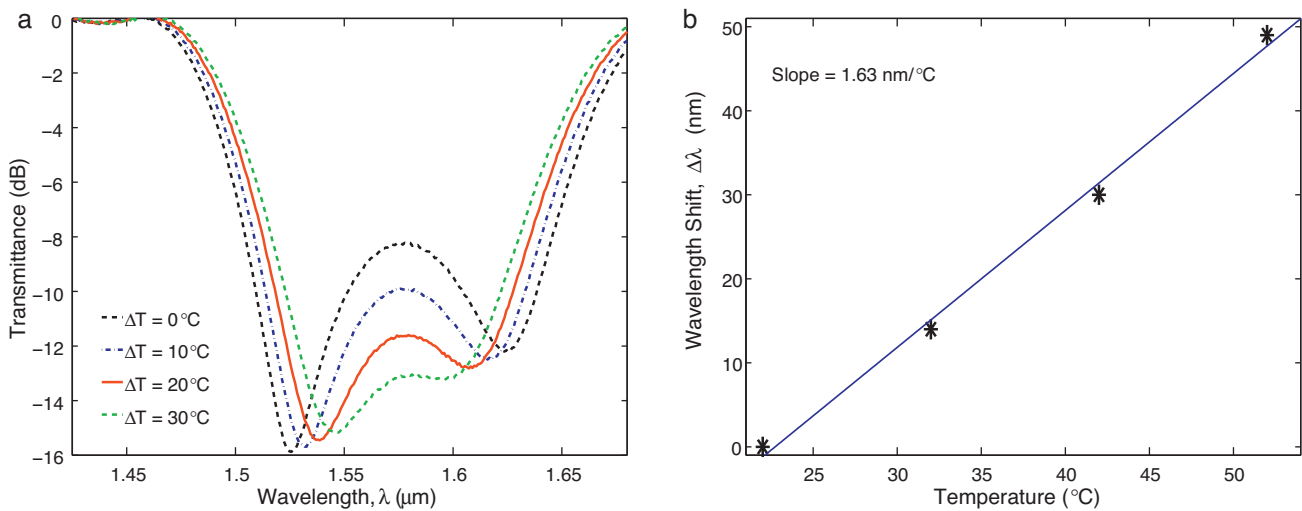 a
0
−2
−4
−6
−8
−10
−12
−14
−16
Transmittance (dB)
ΔT = 0°C
ΔT = 10°C
ΔT = 20°C
ΔT = 30°C
1.45
1.5
1.55
1.6
1.65
Wavelength, λ (μm)
b
50
40
30
20
10
0
Wavelength Shift, Δλ (nm)
Slope = 1.63 nm/°C
25
30
35
40
45
50
Temperature (°C)